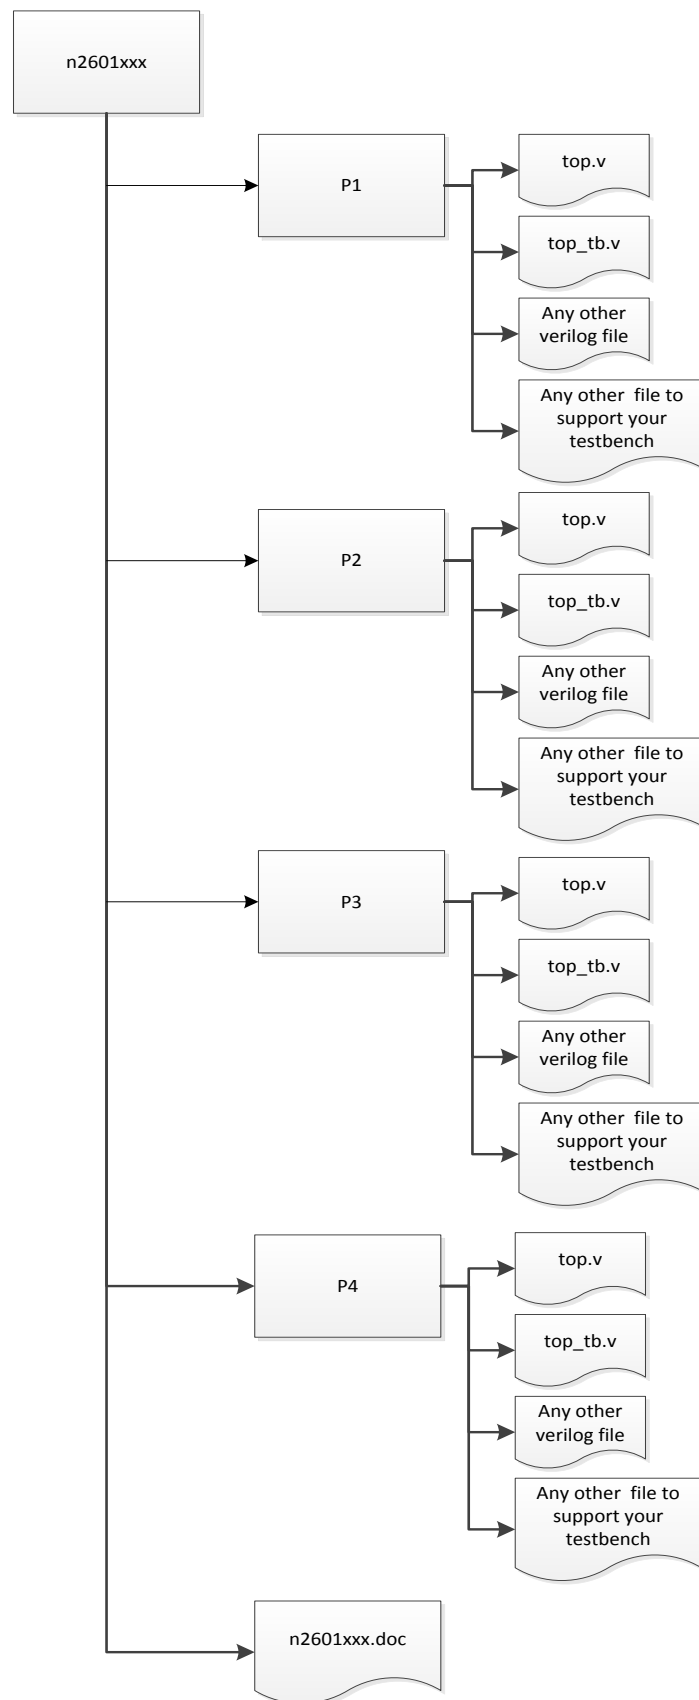 n2601xxx
P1
top.v
top_tb.v
Any other
verilog file
Any other  file to
support your
testbench
P2
top.v
top_tb.v
Any other
verilog file
Any other  file to
support your
testbench
P3
top.v
top_tb.v
Any other
verilog file
Any other  file to
support your
testbench
P4
top.v
top_tb.v
Any other
verilog file
Any other  file to
support your
testbench
n2601xxx.doc